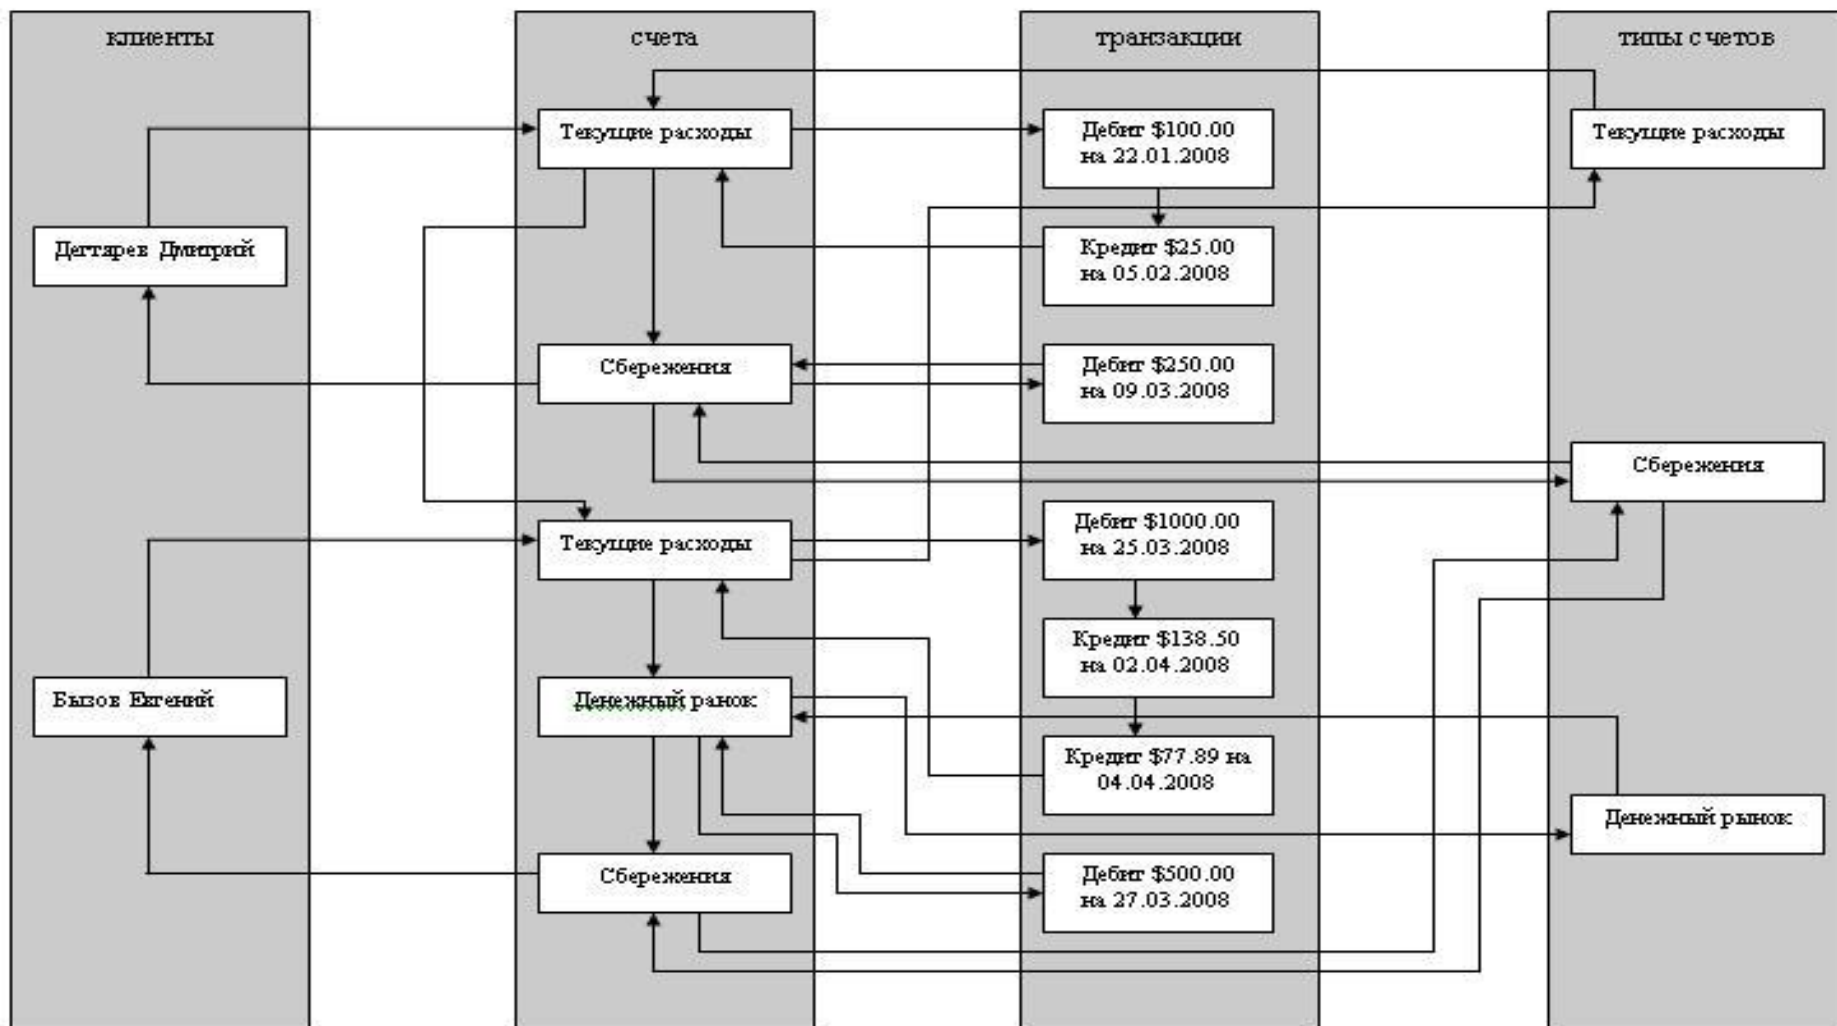 клиенты
счета
транзакции
типы счетов
Текущие расходы
Дебит $100.00
на 22.01.2008
Текущие расходы
Дегтярев Дмитрий
Кредит $25.00
на 05.02.2008
Сбережения
Дебит $250.00
на 09.03.2008
Сбережения
Текущие расходы
Дебит $1000.00
на 25.03.2008
Кредит $138.50
на 02.04.2008
Бызов Евгений
Денежный ранок
Кредит $77.89 на
04.04.2008
Денежный рынок
Сбережения
Дебит $500.00
на 27.03.2008